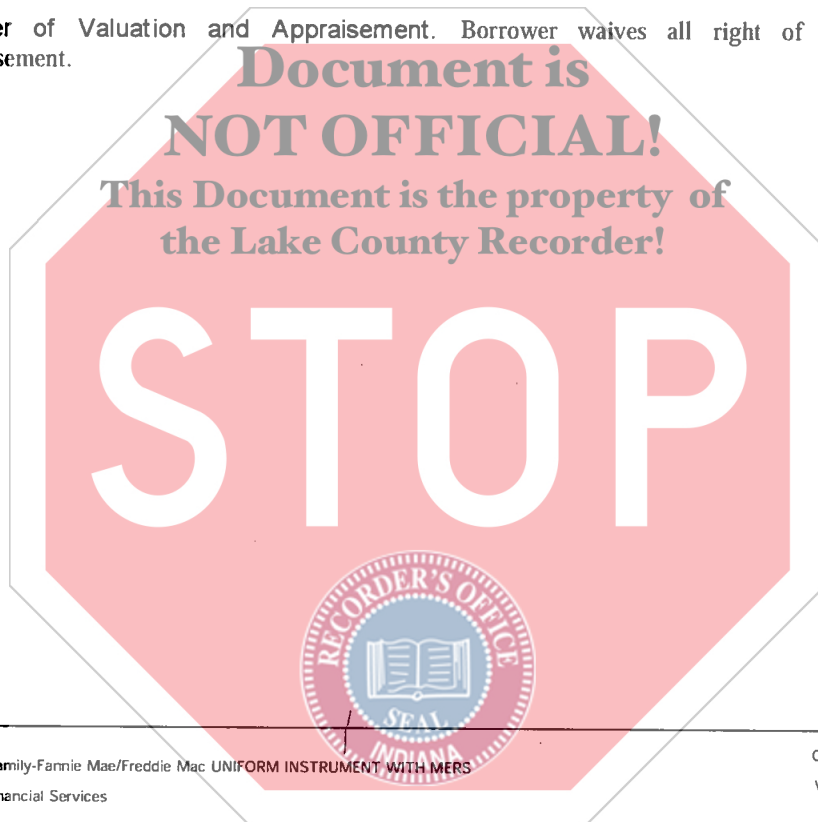 er of Valuation and Appraisement. Borrower waives all right of
sement.
Document is
NOT OFFICIAL!
This Document is the property of
the Lake County Recorder!
STOP
RECORDER'S OFFICE
SEAL
INDIANA
amily-Fannie Mae/Freddie Mac UNIFORM INSTRUMENT WITH MERS
nancial Services